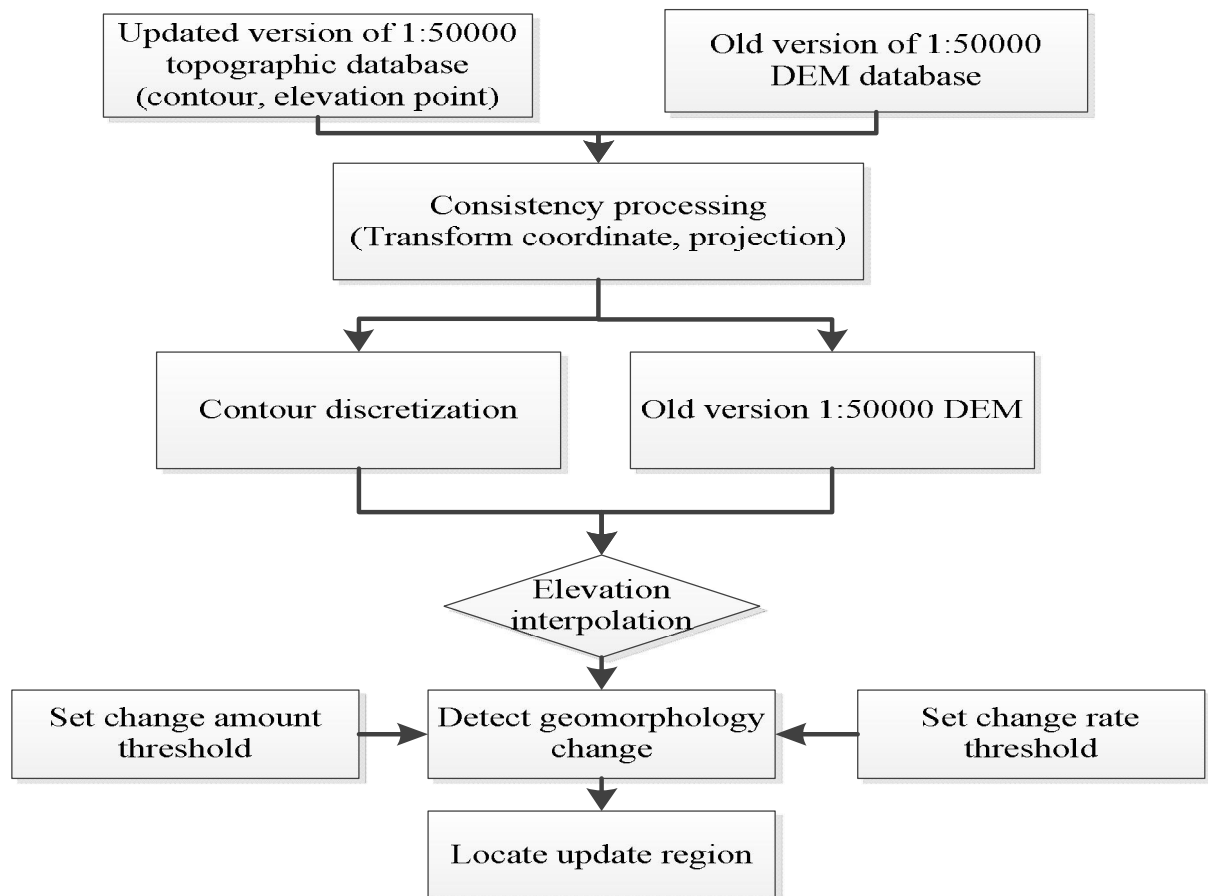 Updated version of 1:50000
topographic database
(contour, elevation point)
Old version of 1:50000
DEM database
Consistency processing
(Transform coordinate, projection)
Contour discretization
Old version 1:50000 DEM
Elevation
interpolation
Set change amount
threshold
Detect geomorphology
change
Set change rate
threshold
Locate update region